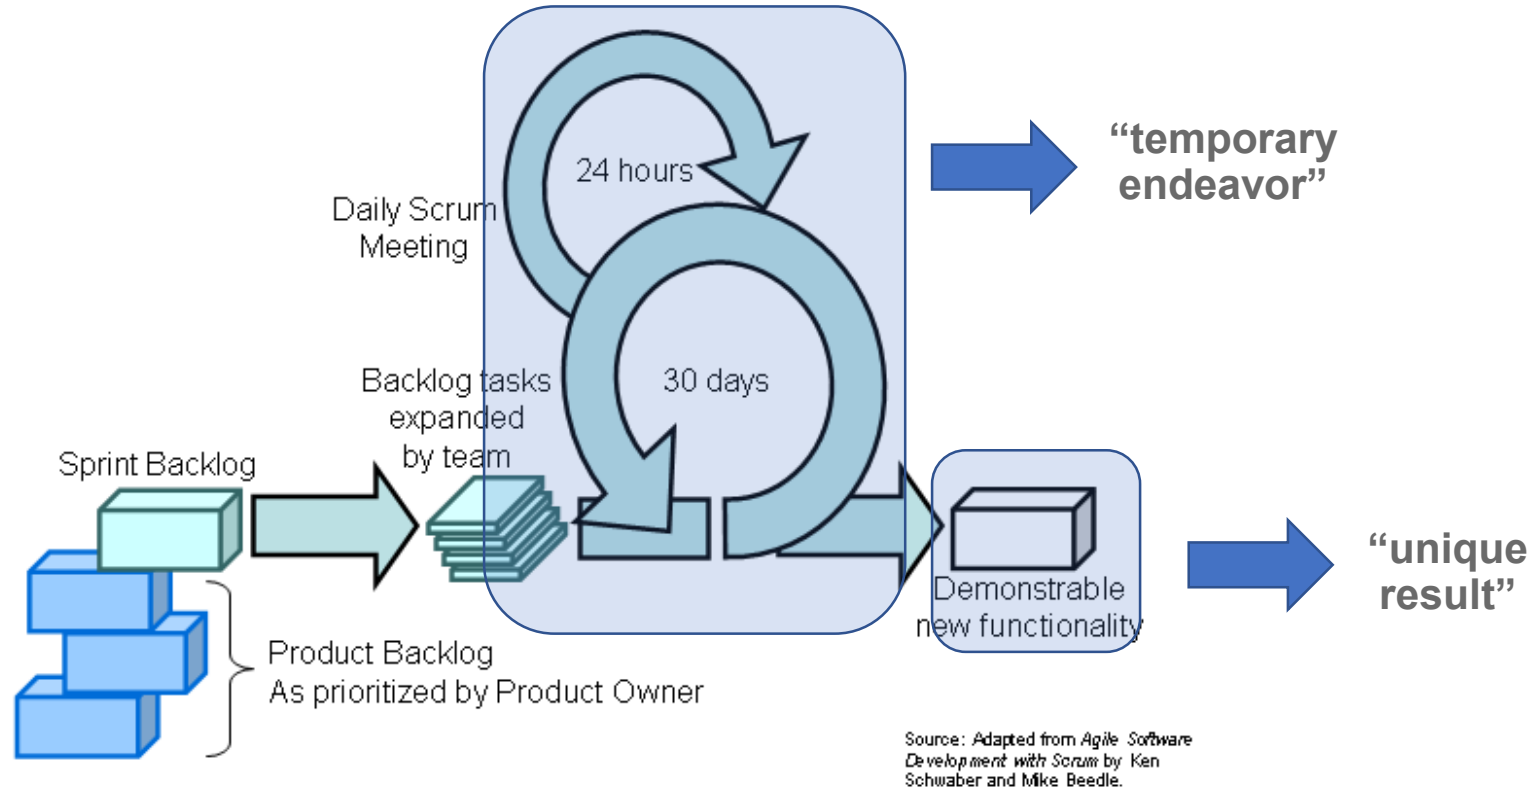 “temporary
endeavor”
24 hours
Daily Scrum
Meeting
Backlog tasks
expanded
by team
30 days
Sprint Backlog
Demonstrable
new functionality
“unique
result”
Product Backlog
As prioritized by Product Owner
Source: Adapted from Agile Software
Development with Scrum by Ken
Schwaber and Mike Beedle.